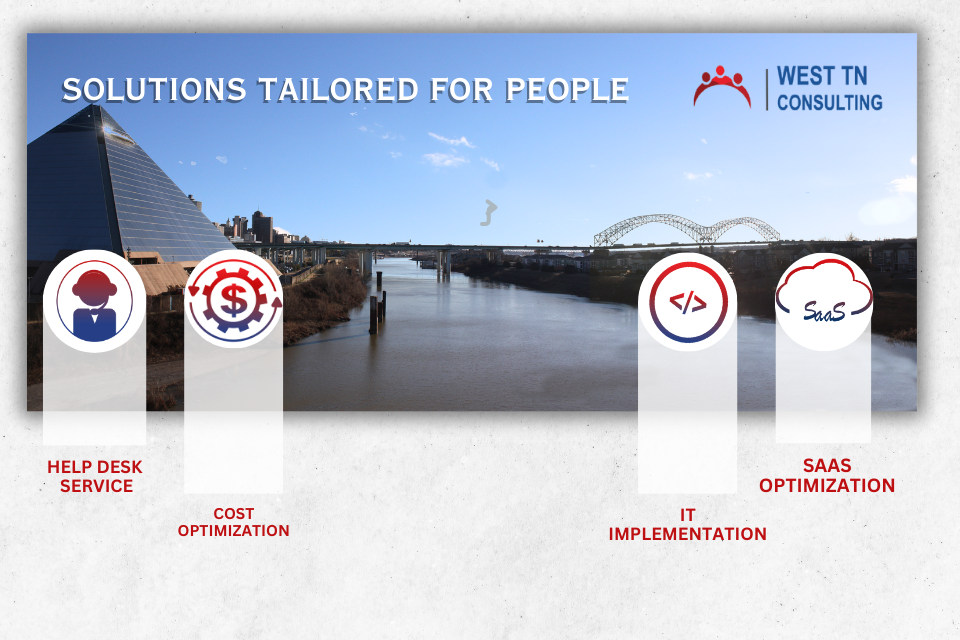 SOLUTIONS TAILORED FOR PEOPLE
WEST TN
CONSULTING
$
</>
SaaS
HELP DESK
SERVICE
COST
OPTIMIZATION
IT
IMPLEMENTATION
SAAS
OPTIMIZATION